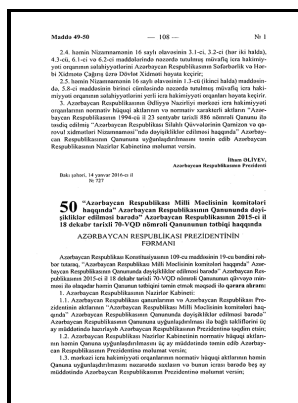 Maddə 49-50 — 108 — № 1
2.4. həmin Nizamnamənin 16 saylı əlavəsinin 3.1-ci, 3.2-ci (hər iki halda),
4.3-cü, 6.1-ci və 6.2-ci maddələrində nəzərdə tutulmuş müvafiq icra hakimiy-
yəti orqanının səlahiyyətlərini Azərbaycan Respublikasının Səfərbərlik və Hər-
bi Xidmətə Çağırış üzrə Dövlət Xidməti həyata keçirir;
2.5. həmin Nizamnamənin 16 saylı əlavəsinin 1.3-cü (ikinci halda) maddəsin-
də, 5.8-ci maddəsinin birinci cümləsində nəzərdə tutulmuş müvafiq icra haki-
miyyəti orqanının səlahiyyətlərini yerli icra hakimiyyəti orqanları həyata keçirir.
3. Azərbaycan Respublikasının Ədliyyə Nazirliyi mərkəzi icra hakimiyyəti
orqanlarının normativ hüquqi aktlarının və normativ xarakterli aktların "Azər-
baycan Respublikasının 1994-cü il 23 sentyabr tarixli 886 nömrəli Qanunu ilə
təsdiq edilmiş "Azərbaycan Respublikası Silahlı Qüvvələrinin Qarnizon və qa-
rovul xidmətləri Nizamnaməsi"ndə dəyişikliklər edilməsi haqqında" Azərbay-
can Respublikasının Qanununa uyğunlaşdırılmasını təmin edib Azərbaycan
Respublikasının Nazirlər Kabinetinə məlumat versin.
İlham ƏLİYEV,
Azərbaycan Respublikasının Prezidenti
Bakı şəhəri, 14 yanvar 2016-cı il
№ 727
50 "Azərbaycan Respublikası Milli Məclisinin komitələri
haqqında" Azərbaycan Respublikasının Qanununda dəyi-
şikliklər edilməsi barədə" Azərbaycan Respublikasının 2015-ci il
18 dekabr tarixli 70-VQD nömrəli Qanununun tətbiqi haqqında
AZƏRBAYCAN RESPUBLİKASI PREZİDENTİNİN
FƏRMANI
Azərbaycan Respublikası Konstitusiyasının 109-cu maddəsinin 19-cu bəndini rəh-
bər tutaraq, "Azərbaycan Respublikası Milli Məclisinin komitələri haqqında" Azər-
baycan Respublikasının Qanununda dəyişikliklər edilməsi barədə" Azərbaycan Res-
publikasının 2015-ci il 18 dekabr tarixli 70-VQD nömrəli Qanununun qüvvəyə min-
məsi ilə əlaqədar həmin Qanunun tətbiqini təmin etmək məqsədi ilə qərara alıram:
1. Azərbaycan Respublikasının Nazirlər Kabineti:
1.1. Azərbaycan Respublikası qanunlarının və Azərbaycan Respublikası Pre-
zidentinin aktlarının "Azərbaycan Respublikası Milli Məclisinin komitələri haq-
qında" Azərbaycan Respublikasının Qanununda dəyişikliklər edilməsi barədə"
Azərbaycan Respublikasının Qanununa uyğunlaşdırılması ilə bağlı təkliflərini üç
ay müddətində hazırlayıb Azərbaycan Respublikasının Prezidentinə təqdim etsin;
1.2. Azərbaycan Respublikası Nazirlər Kabinetinin normativ hüquqi aktları-
nın həmin Qanuna uyğunlaşdırılmasını üç ay müddətində təmin edib Azərbay-
can Respublikasının Prezidentinə məlumat versin;
1.3. mərkəzi icra hakimiyyəti orqanlarının normativ hüquqi aktlarının həmin
Qanuna uyğunlaşdırılmasını nəzarətdə saxlasın və bunun icrası barədə beş ay
müddətində Azərbaycan Respublikasının Prezidentinə məlumat versin;